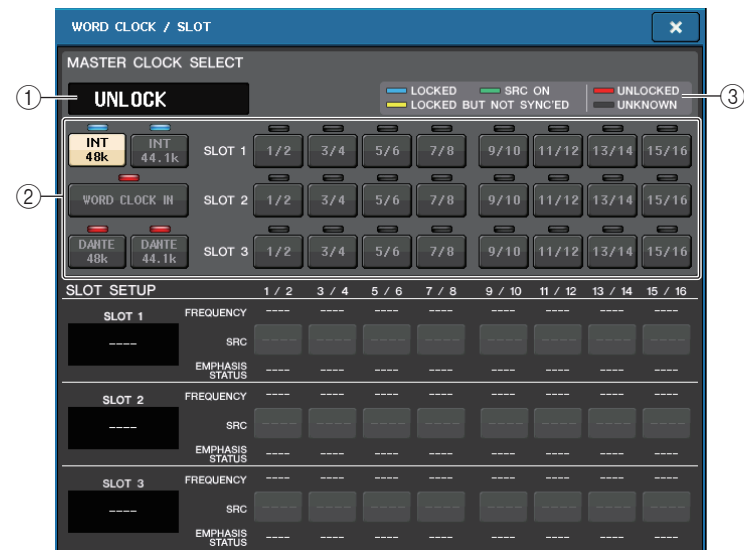 WORD CLOCK / SLOT
×
MASTER CLOCK SELECT
① UNLOCK
LOCKED SRC ON UNLOCKED ③
LOCKED BUT NOT SYNC'ED UNKNOWN
②
INT 48k INT 44.1k SLOT 1 1/2 3/4 5/6 7/8 9/10 11/12 13/14 15/16
WORD CLOCK IN SLOT 2 1/2 3/4 5/6 7/8 9/10 11/12 13/14 15/16
DANTE 48k DANTE 44.1k SLOT 3 1/2 3/4 5/6 7/8 9/10 11/12 13/14 15/16
SLOT SETUP 1 / 2 3 / 4 5 / 6 7 / 8 9 / 10 11 / 12 13 / 14 15 / 16
SLOT 1 FREQUENCY ---- ---- ---- ---- ---- ---- ---- ----
---- SRC ---- ---- ---- ---- ---- ---- ---- ----
EMPHASIS STATUS ---- ---- ---- ---- ---- ---- ---- ----
SLOT 2 FREQUENCY ---- ---- ---- ---- ---- ---- ---- ----
---- SRC ---- ---- ---- ---- ---- ---- ---- ----
EMPHASIS STATUS ---- ---- ---- ---- ---- ---- ---- ----
SLOT 3 FREQUENCY ---- ---- ---- ---- ---- ---- ---- ----
---- SRC ---- ---- ---- ---- ---- ---- ---- ----
EMPHASIS STATUS ---- ---- ---- ---- ---- ---- ---- ----